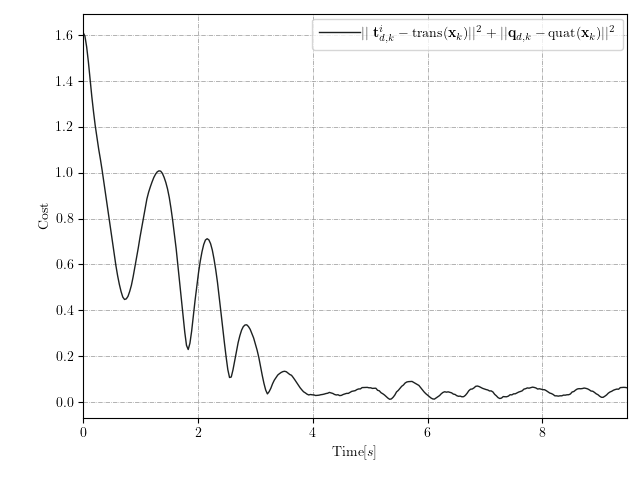 || t^i_{d,k} − trans(x_k)||² + ||q_{d,k} − quat(x_k)||²
1.6
1.4
1.2
1.0
0.8
0.6
0.4
0.2
0.0
Cost
0 2 4 6 8
Time[s]